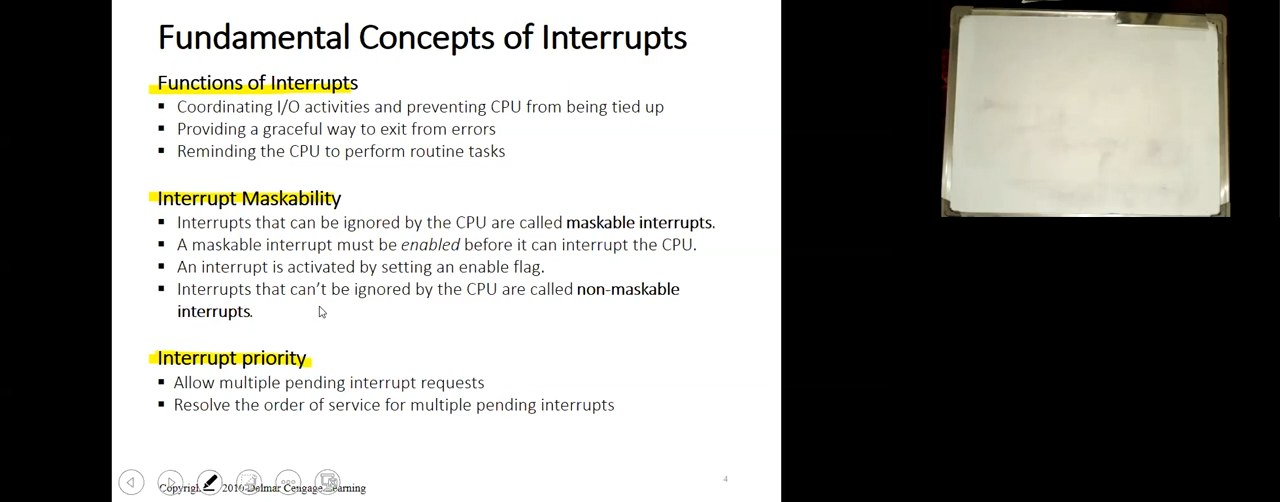 Fundamental Concepts of Interrupts
Functions of Interrupts
▪ Coordinating I/O activities and preventing CPU from being tied up
▪ Providing a graceful way to exit from errors
▪ Reminding the CPU to perform routine tasks
Interrupt Maskability
▪ Interrupts that can be ignored by the CPU are called maskable interrupts.
▪ A maskable interrupt must be enabled before it can interrupt the CPU.
▪ An interrupt is activated by setting an enable flag.
▪ Interrupts that can’t be ignored by the CPU are called non-maskable
interrupts.
Interrupt priority
▪ Allow multiple pending interrupt requests
▪ Resolve the order of service for multiple pending interrupts
4
2010 Delmar Cengage Learning